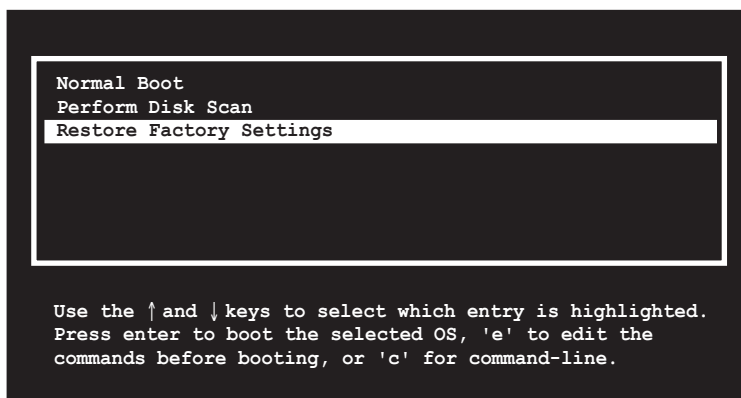 Normal Boot
Perform Disk Scan
Restore Factory Settings
Use the ↑ and ↓ keys to select which entry is highlighted.
Press enter to boot the selected OS, 'e' to edit the
commands before booting, or 'c' for command-line.